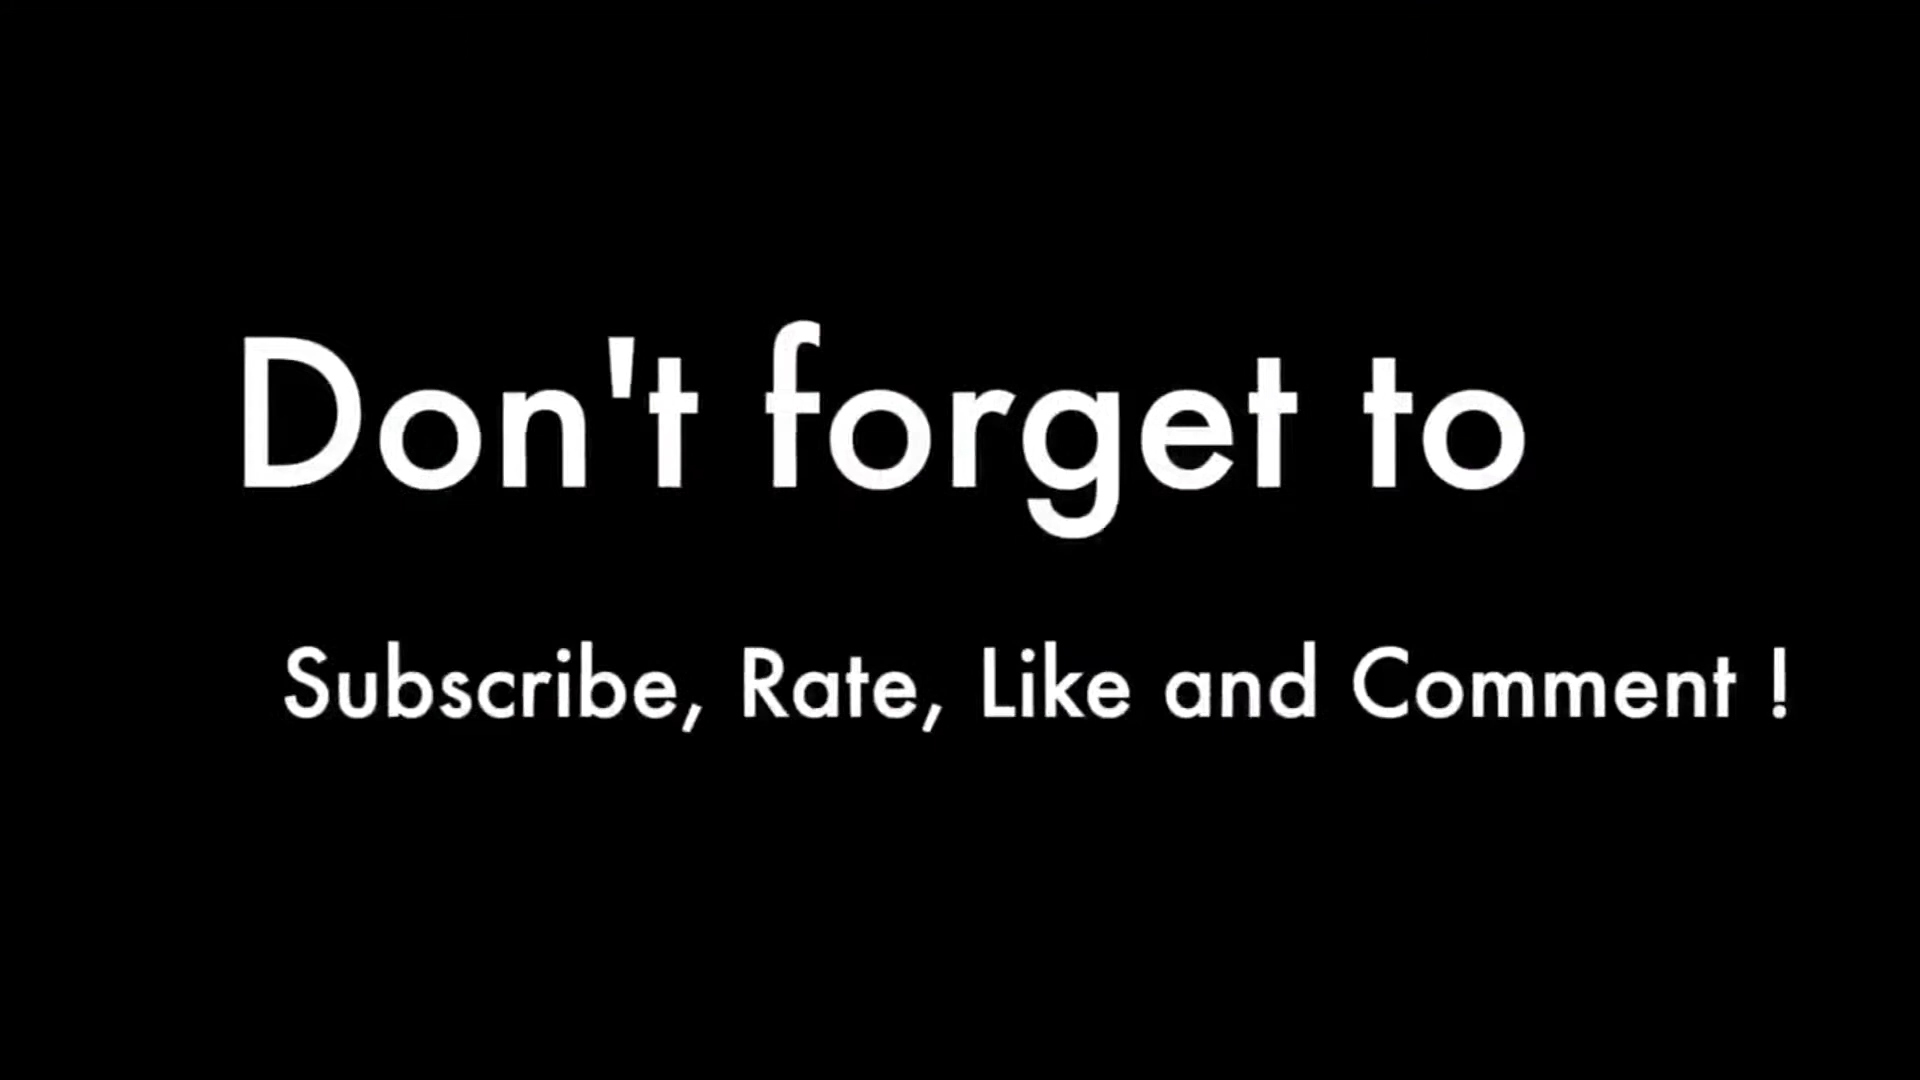 Don't forget to
Subscribe, Rate, Like and Comment !